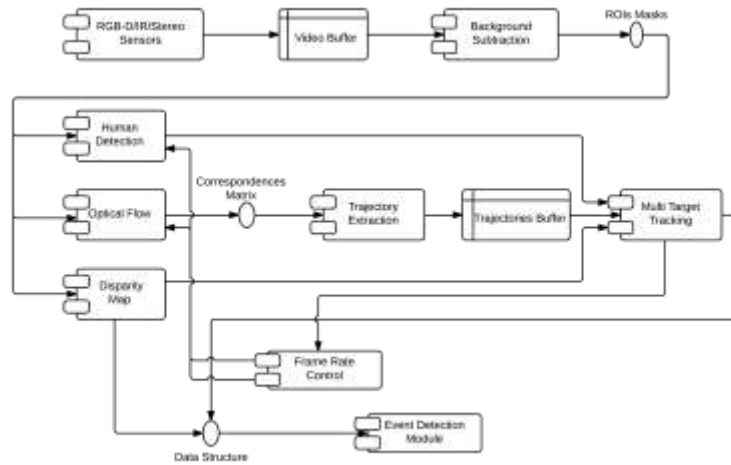 RGB-D/IR/Stereo
Sensors
Video Buffer
Background
Subtraction
ROIs Masks
Human
Detection
Correspondences
Matrix
Optical Flow
Trajectory
Extraction
Trajectories Buffer
Multi Target
Tracking
Disparity
Map
Frame Rate
Control
Event Detection
Module
Data Structure